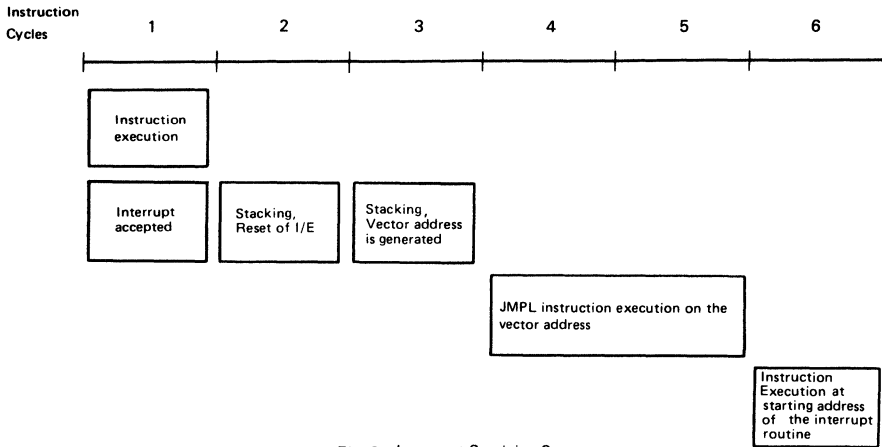 Instruction
Cycles
1 2 3 4 5 6
Instruction
execution
Interrupt
accepted
Stacking,
Reset of I/E
Stacking,
Vector address
is generated
JMPL instruction execution on the
vector address
Instruction
Execution at
starting address
of the interrupt
routine